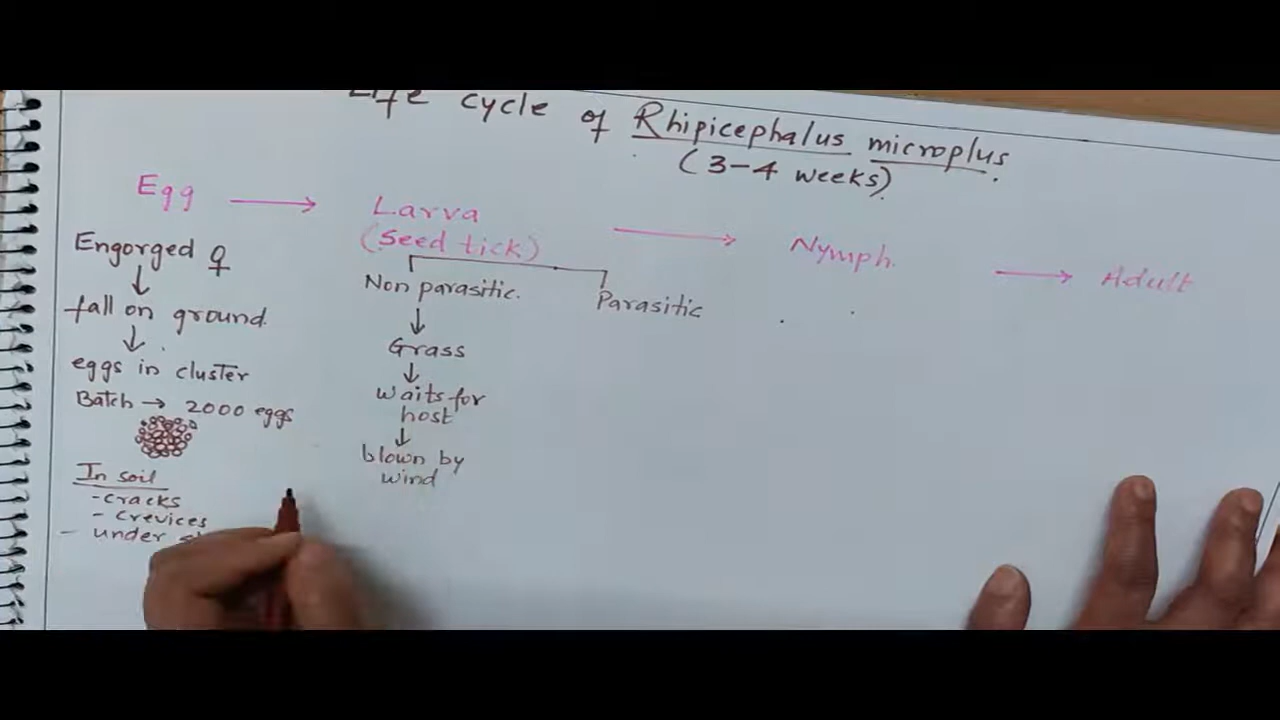 Life cycle of Rhipicephalus microplus.
(3-4 weeks)
Egg → Larva → Nymph. → Adult
(Seed tick)
Engorged ♀
↓
fall on ground.
↓
eggs in cluster
Batch → 2000 eggs
In soil
- cracks
- crevices
- under
Non parasitic.
↓
Grass
↓
waits for
host
↓
blown by
wind
Parasitic